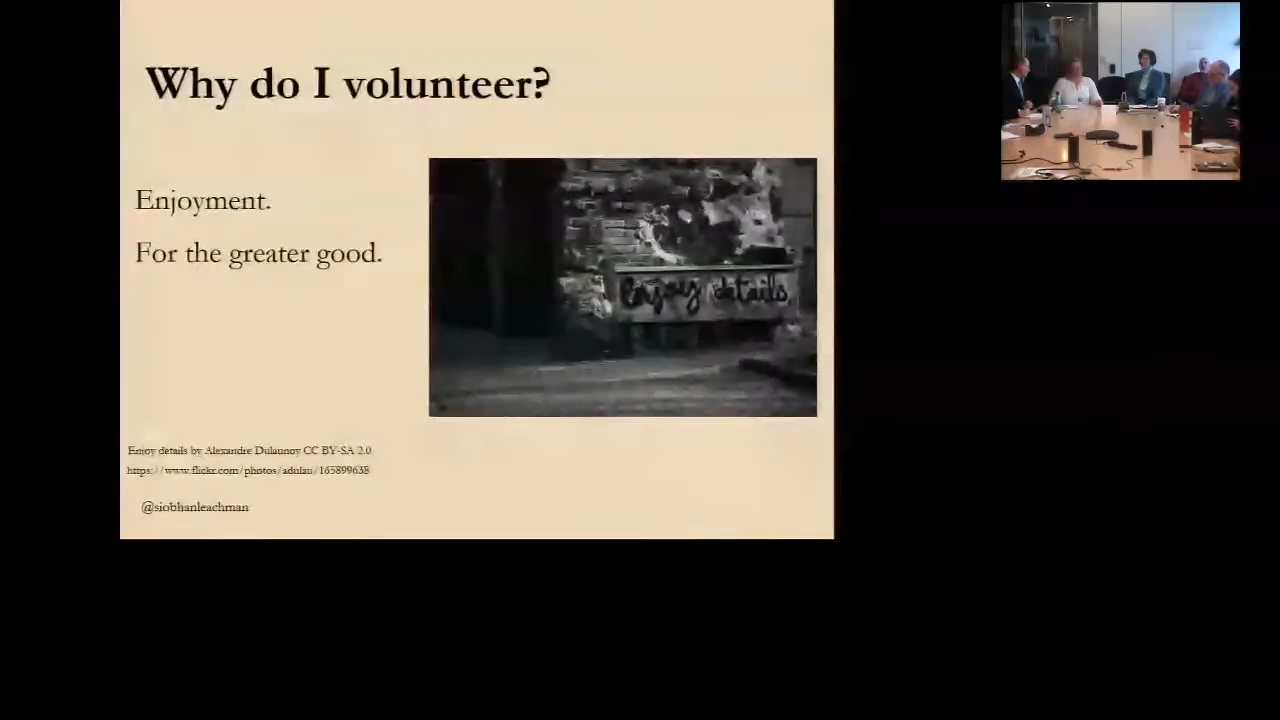 Why do I volunteer?
Enjoyment.
For the greater good.
enjoy details
Enjoy details by Alexandre Dulaunoy CC BY-SA 2.0
https://www.flickr.com/photos/adulau/165899638
@siobhanleachman